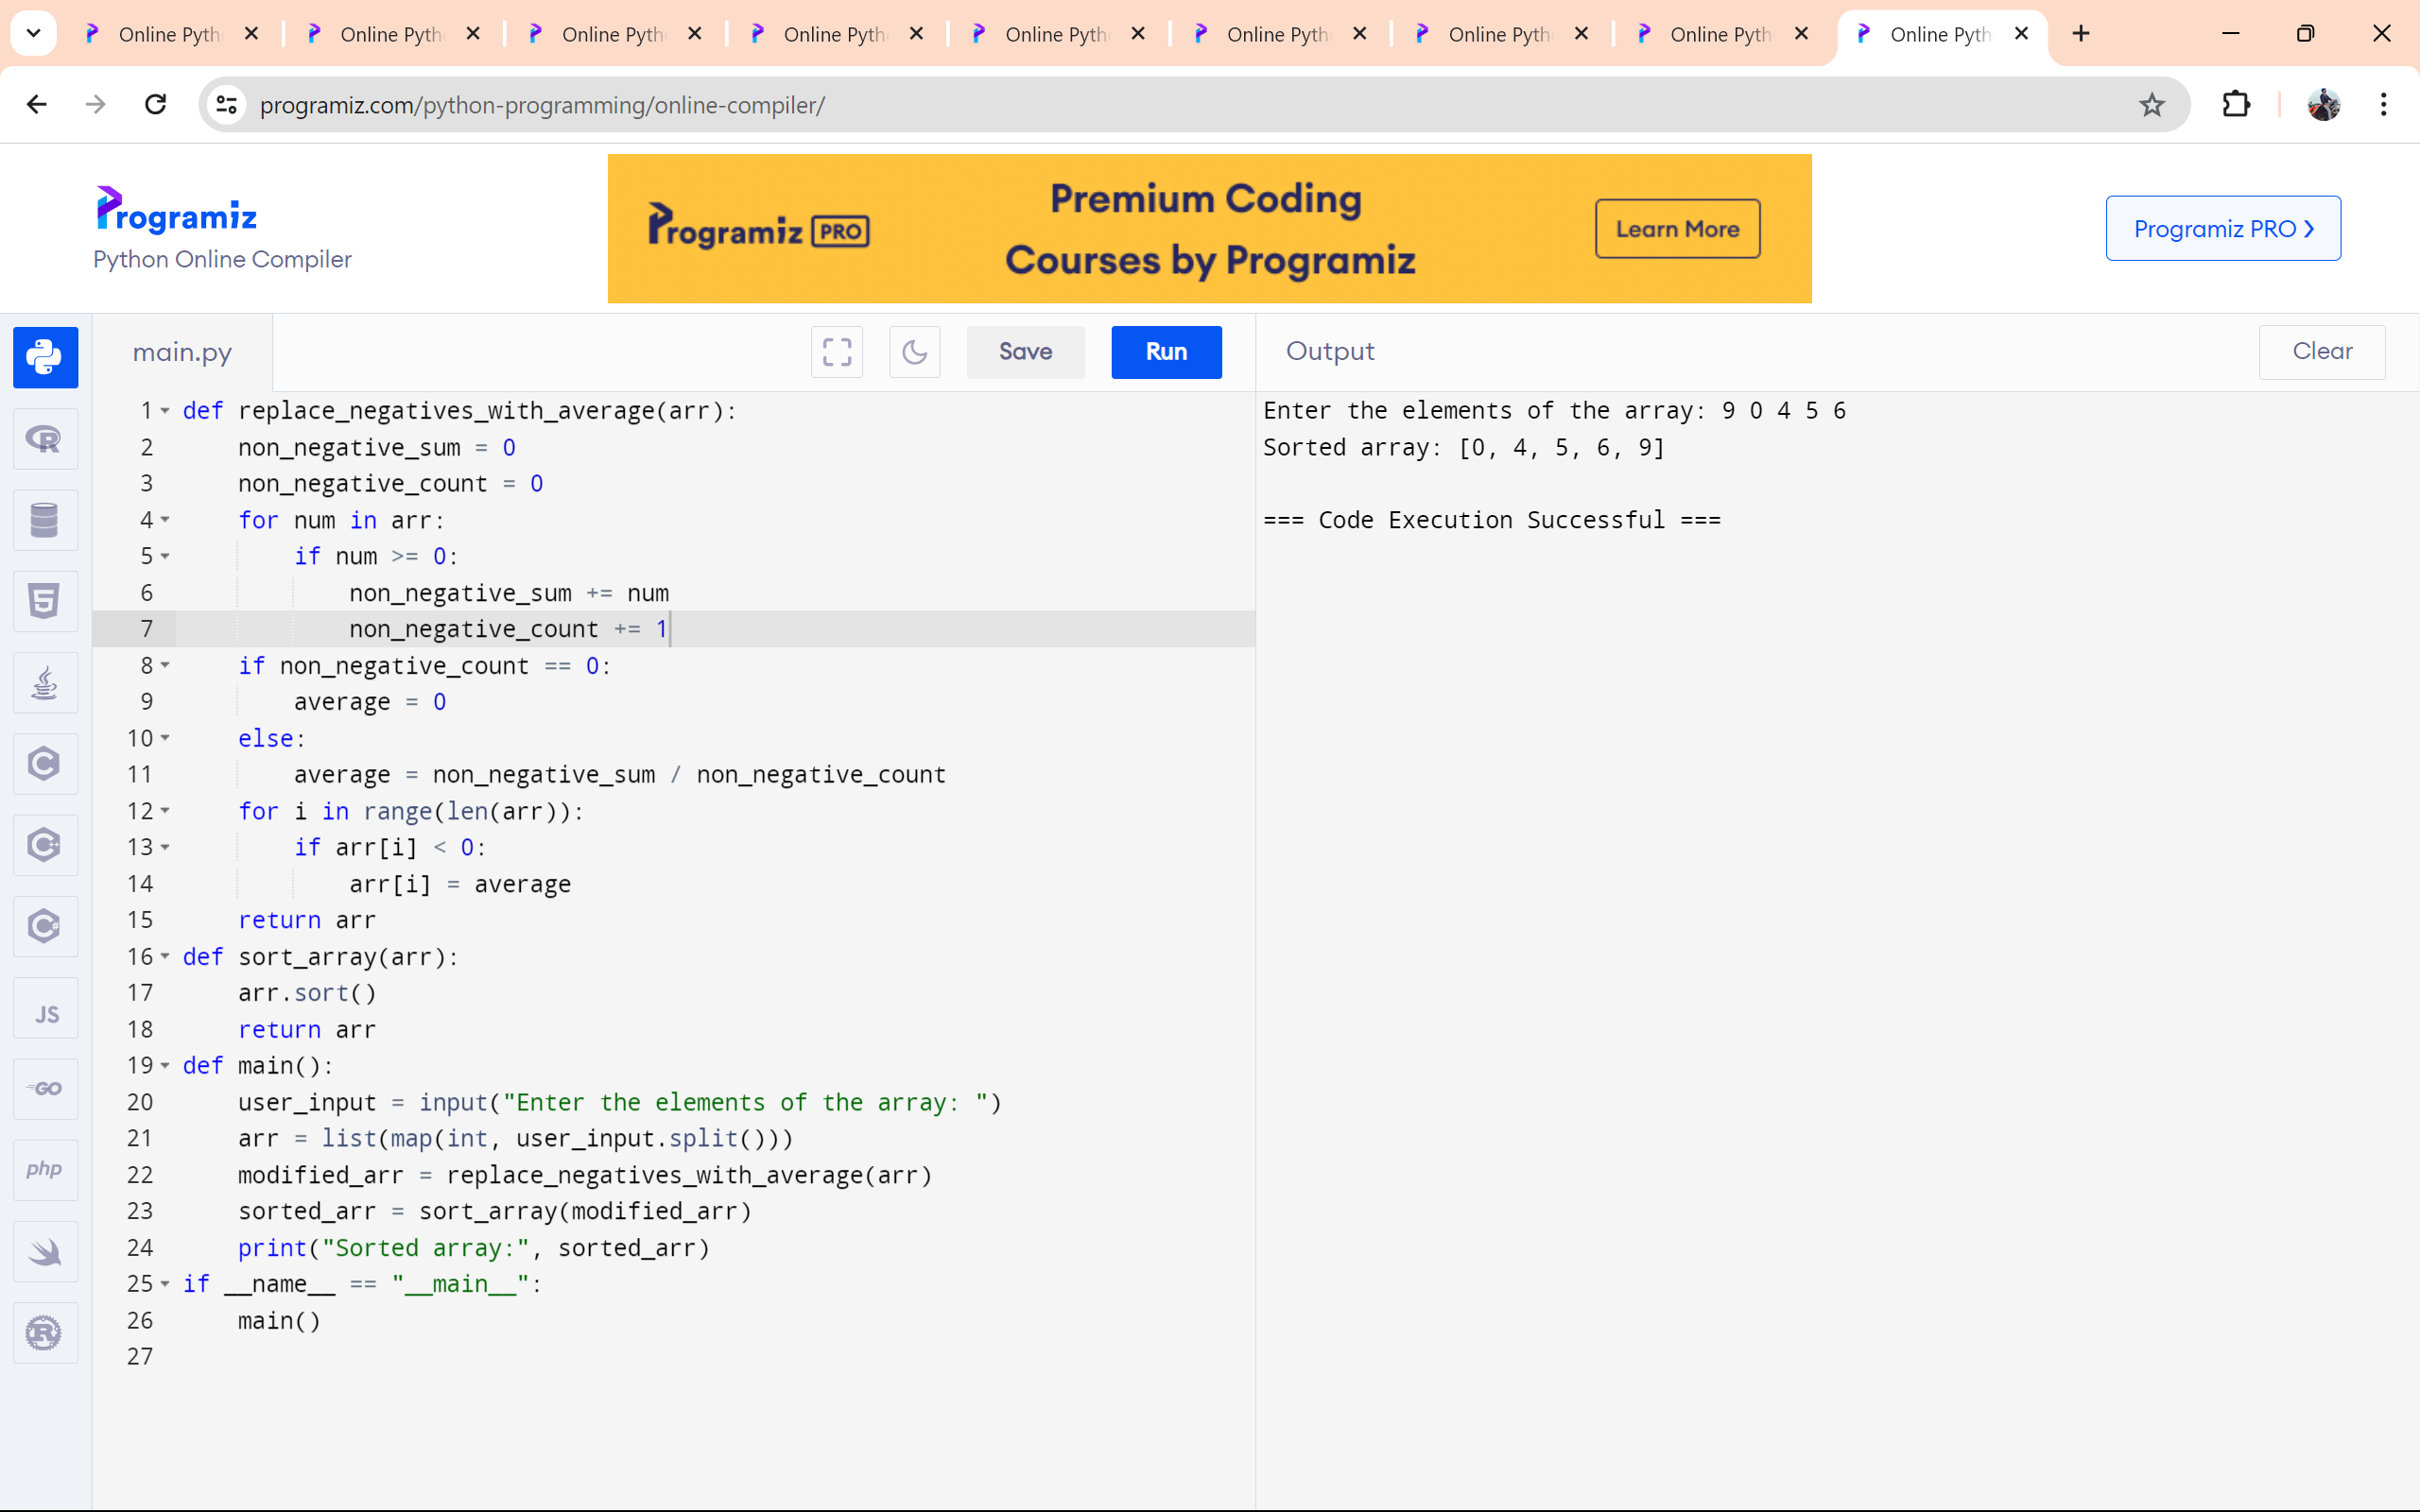 Online Pyth
Online Pyth
Online Pyth
Online Pyth
Online Pyth
Online Pyth
Online Pyth
Online Pyth
Online Pyth
programiz.com/python-programming/online-compiler/
Programiz
Python Online Compiler
Programiz PRO
Premium Coding
Courses by Programiz
Learn More
Programiz PRO
main.py
Save
Run
Output
Clear
R
5
C
C++
C#
JS
GO
php
R
1 def replace_negatives_with_average(arr):
2     non_negative_sum = 0
3     non_negative_count = 0
4     for num in arr:
5         if num >= 0:
6             non_negative_sum += num
7             non_negative_count += 1
8     if non_negative_count == 0:
9         average = 0
10     else:
11         average = non_negative_sum / non_negative_count
12     for i in range(len(arr)):
13         if arr[i] < 0:
14             arr[i] = average
15     return arr
16 def sort_array(arr):
17     arr.sort()
18     return arr
19 def main():
20     user_input = input("Enter the elements of the array: ")
21     arr = list(map(int, user_input.split()))
22     modified_arr = replace_negatives_with_average(arr)
23     sorted_arr = sort_array(modified_arr)
24     print("Sorted array:", sorted_arr)
25 if __name__ == "__main__":
26     main()
27
Enter the elements of the array: 9 0 4 5 6
Sorted array: [0, 4, 5, 6, 9]
=== Code Execution Successful ===